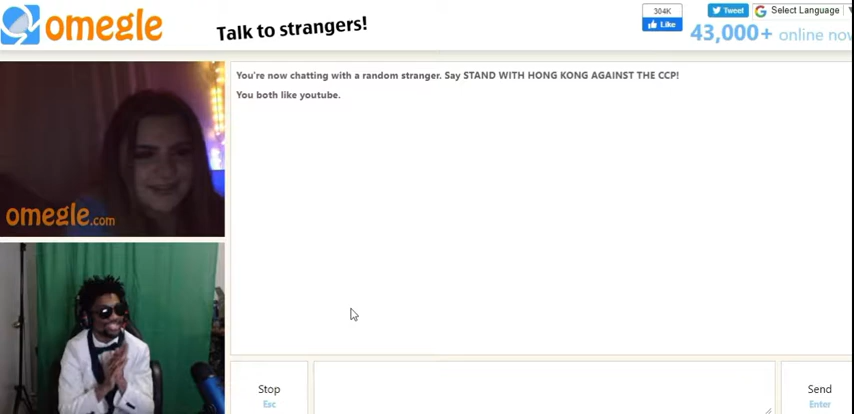 omegle
Talk to strangers!
304K
Like
Tweet
Select Language
43,000+ online now
You're now chatting with a random stranger. Say STAND WITH HONG KONG AGAINST THE CCP!
You both like youtube.
omegle.com
Stop
Esc
Send
Enter